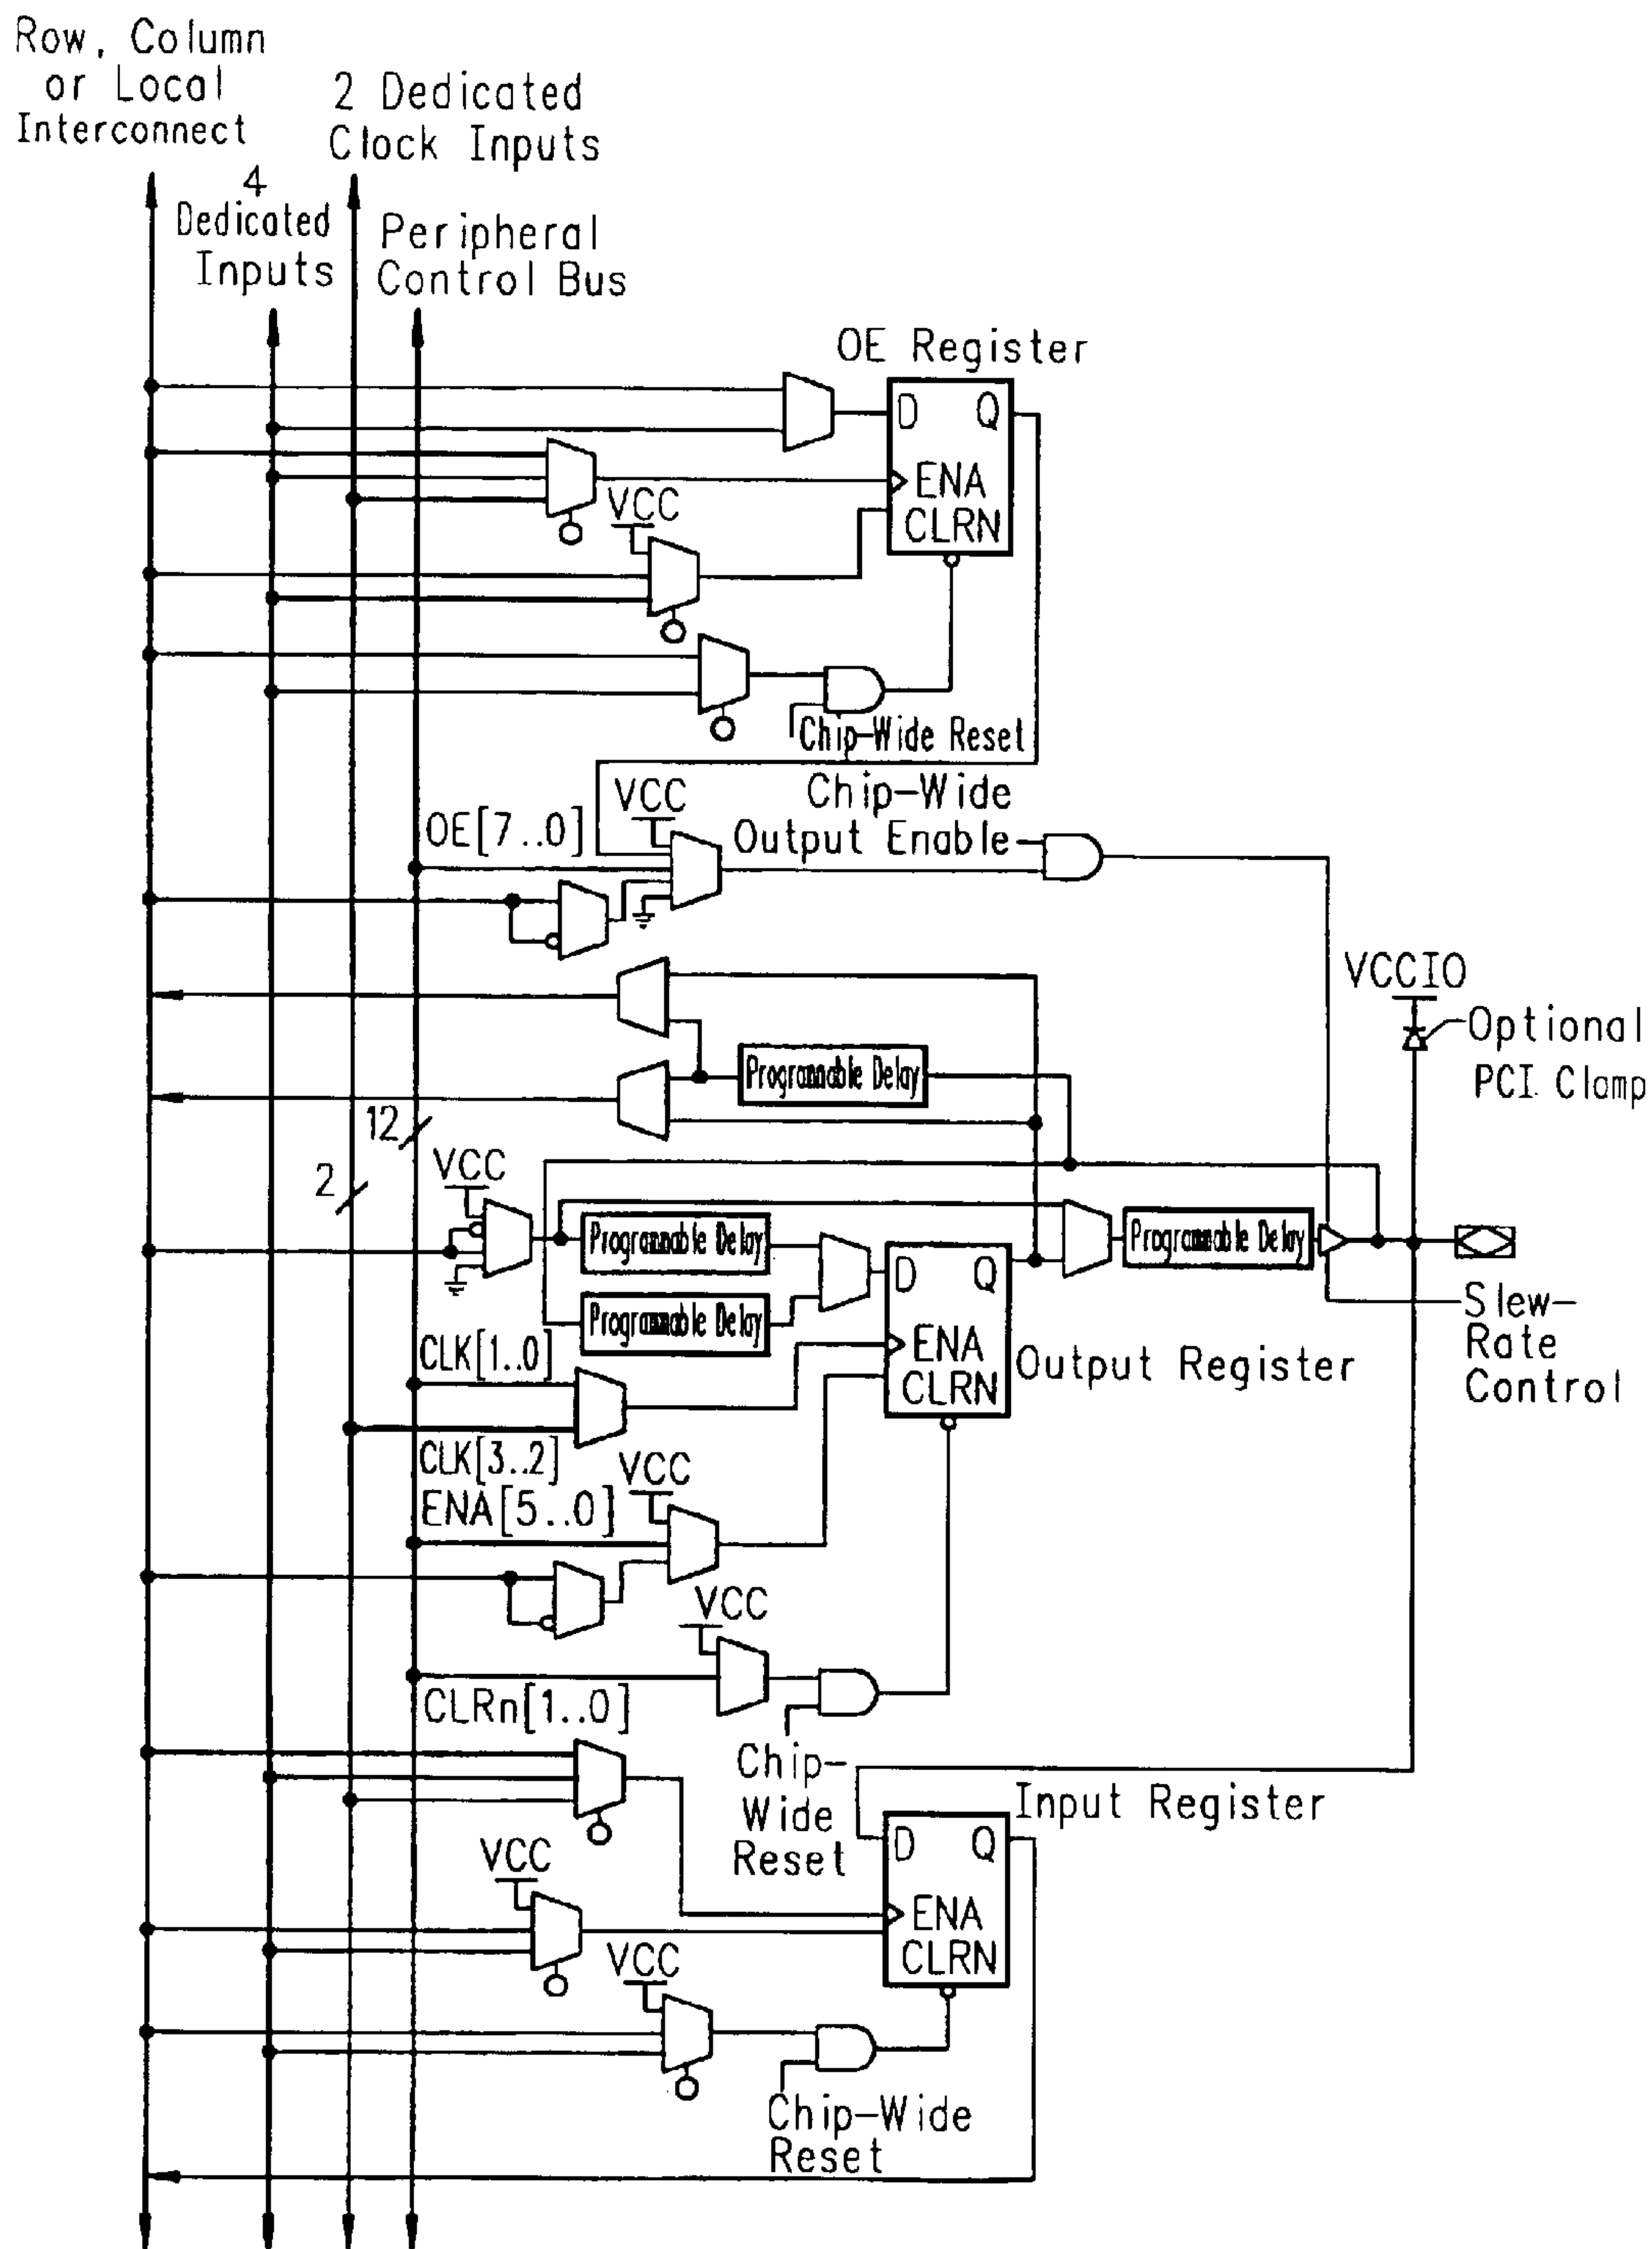 Row, Column
or Local
Interconnect
2 Dedicated
Clock Inputs
4
Dedicated
Inputs
Peripheral
Control Bus
OE Register
D Q
ENA
CLRN
VCC
Chip-Wide Reset
Chip-Wide
Output Enable
VCC
OE[7..0]
VCCIO
Optional
PCI Clamp
Programmable Delay
12
2
VCC
Programmable Delay
Programmable Delay
Programmable Delay
D Q
ENA
CLRN
Output Register
Slew-
Rate
Control
CLK[1..0]
CLK[3..2]
ENA[5..0]
VCC
VCC
CLRn[1..0]
Chip-
Wide
Reset
Input Register
D Q
ENA
CLRN
VCC
VCC
Chip-Wide
Reset